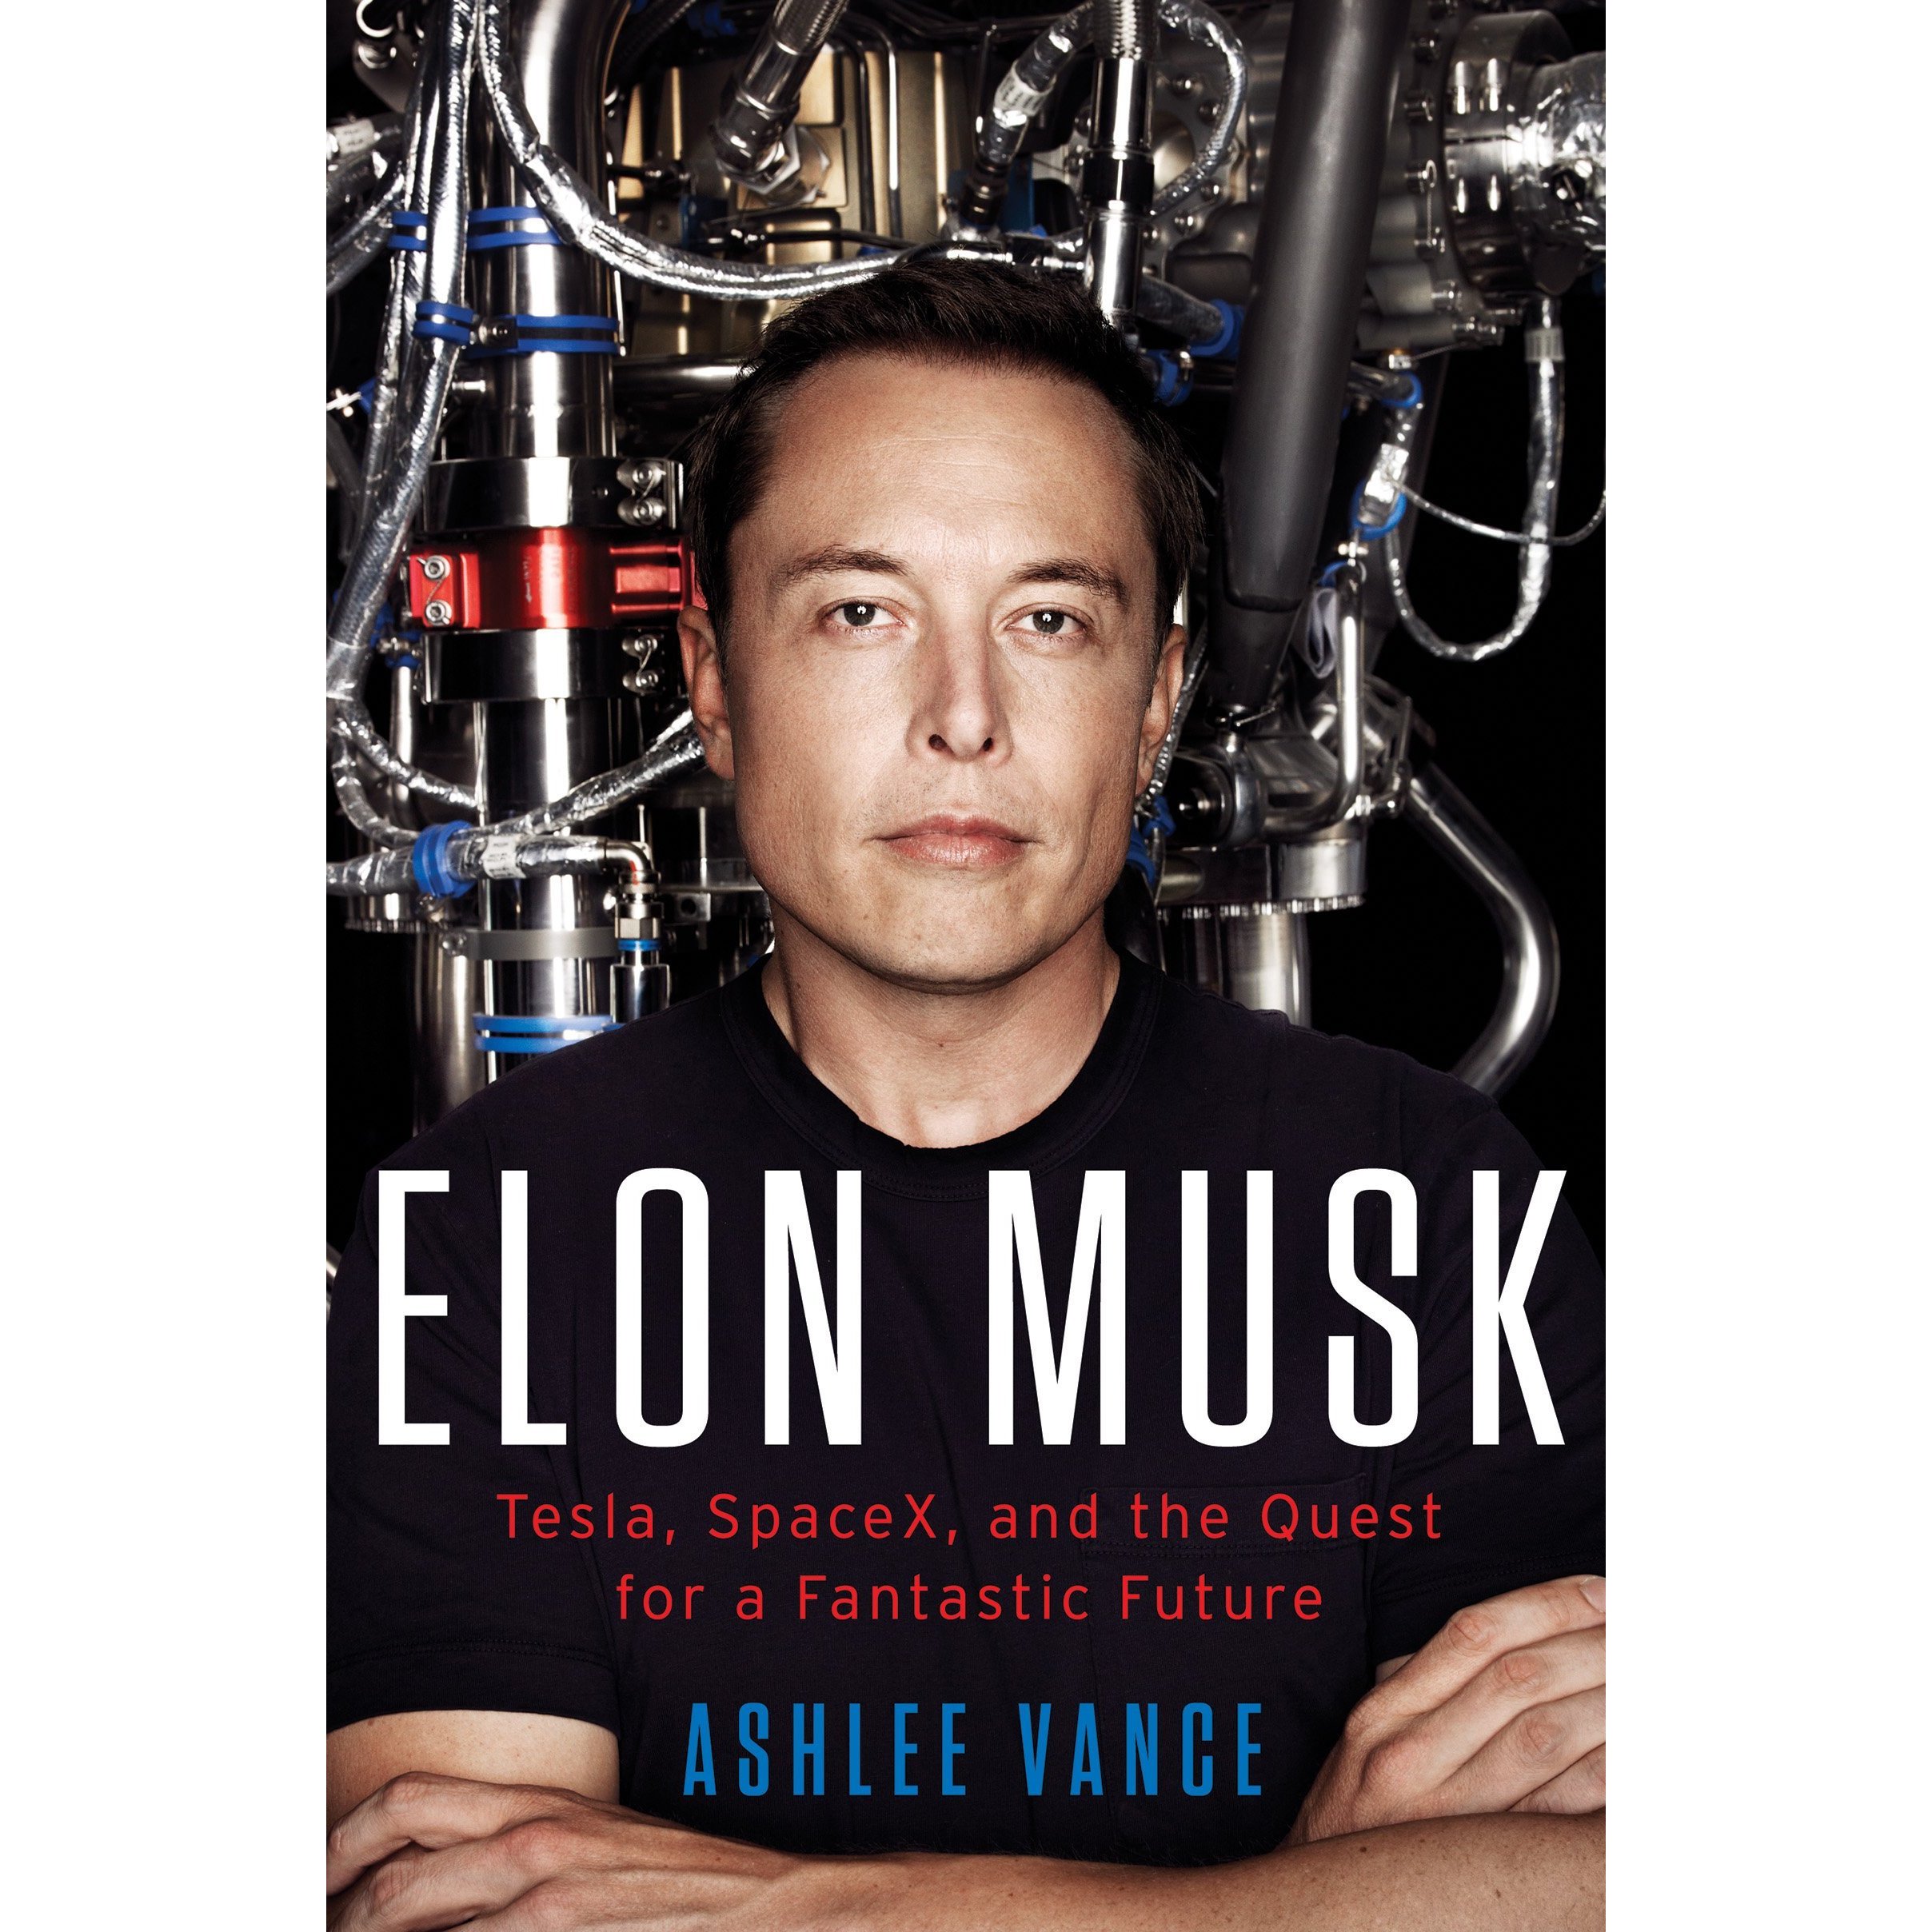 ELON MUSK
Tesla, SpaceX, and the Quest
for a Fantastic Future
ASHLEE VANCE